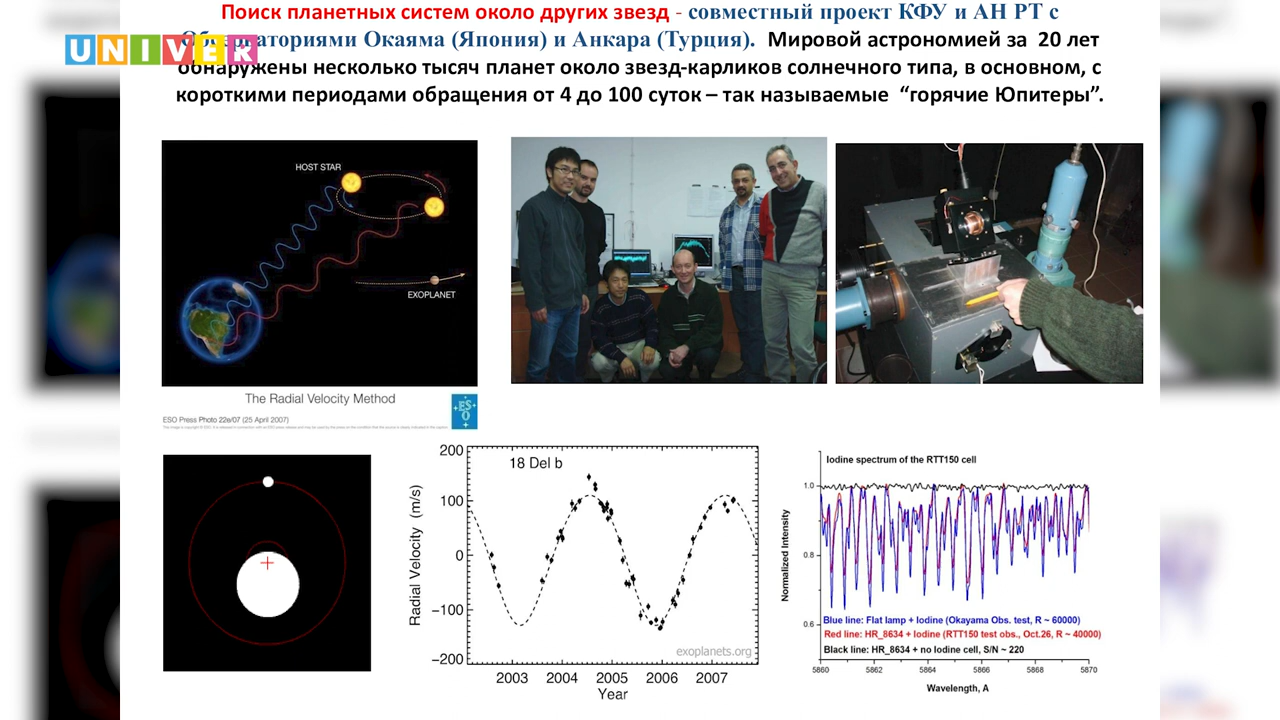 Поиск планетных систем около других звезд - совместный проект КФУ и АН РТ с
Обсерваториями Окаяма (Япония) и Анкара (Турция). Мировой астрономией за 20 лет
UNIVER
обнаружены несколько тысяч планет около звезд-карликов солнечного типа, в основном, с
короткими периодами обращения от 4 до 100 суток – так называемые “горячие Юпитеры”.
HOST STAR
EXOPLANET
The Radial Velocity Method
ESO Press Photo 22e/07 (25 April 2007)
ESO
18 Del b
Radial Velocity (m/s)
200
100
0
−100
−200
exoplanets.org
2003 2004 2005 2006 2007
Year
Iodine spectrum of the RTT150 cell
Normalized Intensity
1.0
0.8
0.6
Blue line: Flat lamp + Iodine (Okayama Obs. test, R ~ 60000)
Red line: HR_8634 + Iodine (RTT150 test obs., Oct.26, R ~ 40000)
Black line: HR_8634 + no Iodine cell, S/N ~ 220
5860 5862 5864 5866 5868 5870
Wavelength, A